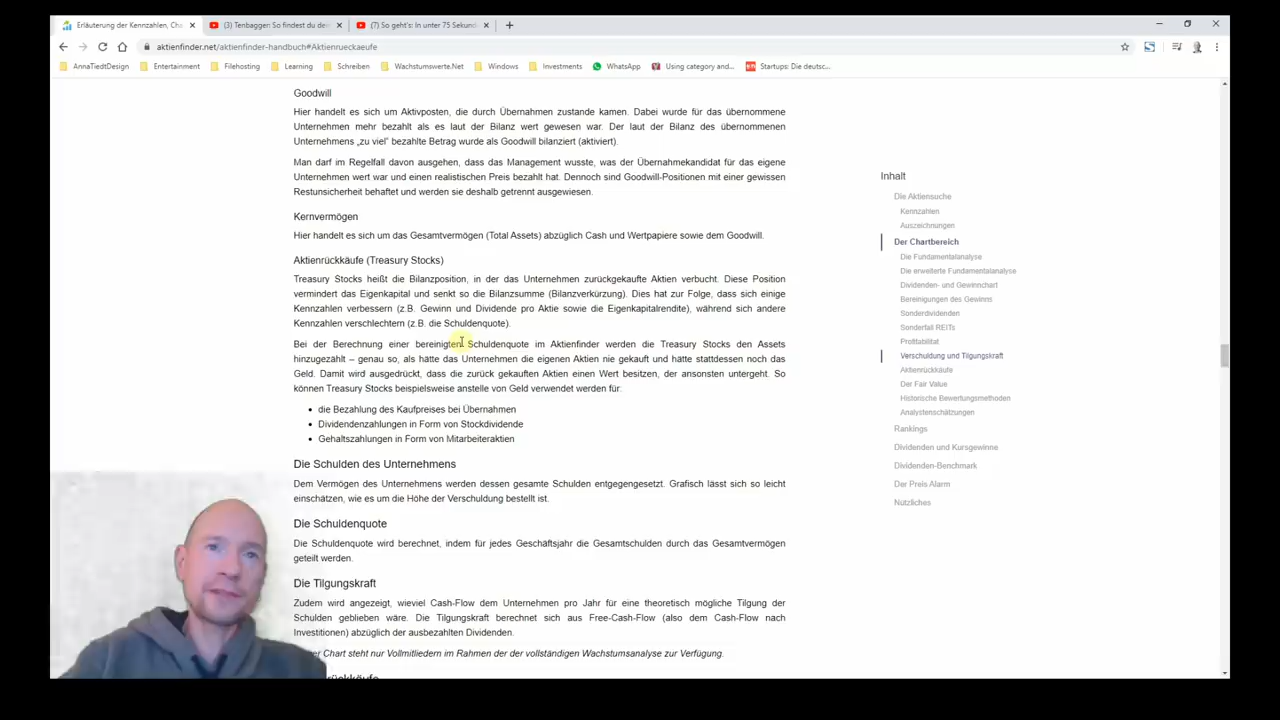 Erläuterung der Kennzahlen, Cha
(3) Tenbagger: So findest du de
(7) So geht's: In unter 75 Sekun
aktienfinder.net/aktienfinder-handbuch#Aktienrueckaeufe
AnnaTiedtDesign
Entertainment
Filehosting
Learning
Schreiben
Wachstumswerte.Net
Windows
Investments
WhatsApp
Using category and...
Startups: Die deutsc...
Goodwill
Hier handelt es sich um Aktivposten, die durch Übernahmen zustande kamen. Dabei wurde für das übernommene
Unternehmen mehr bezahlt als es laut der Bilanz wert gewesen war. Der laut der Bilanz des übernommenen
Unternehmens „zu viel" bezahlte Betrag wurde als Goodwill bilanziert (aktiviert).
Man darf im Regelfall davon ausgehen, dass das Management wusste, was der Übernahmekandidat für das eigene
Unternehmen wert war und einen realistischen Preis bezahlt hat. Dennoch sind Goodwill-Positionen mit einer gewissen
Restunsicherheit behaftet und werden sie deshalb getrennt ausgewiesen.
Kernvermögen
Hier handelt es sich um das Gesamtvermögen (Total Assets) abzüglich Cash und Wertpapiere sowie dem Goodwill.
Aktienrückkäufe (Treasury Stocks)
Treasury Stocks heißt die Bilanzposition, in der das Unternehmen zurückgekaufte Aktien verbucht. Diese Position
vermindert das Eigenkapital und senkt so die Bilanzsumme (Bilanzverkürzung). Dies hat zur Folge, dass sich einige
Kennzahlen verbessern (z.B. Gewinn und Dividende pro Aktie sowie die Eigenkapitalrendite), während sich andere
Kennzahlen verschlechtern (z.B. die Schuldenquote).
Bei der Berechnung einer bereinigten Schuldenquote im Aktienfinder werden die Treasury Stocks den Assets
hinzugezählt – genau so, als hätte das Unternehmen die eigenen Aktien nie gekauft und hätte stattdessen noch das
Geld. Damit wird ausgedrückt, dass die zurück gekauften Aktien einen Wert besitzen, der ansonsten untergeht. So
können Treasury Stocks beispielsweise anstelle von Geld verwendet werden für:
• die Bezahlung des Kaufpreises bei Übernahmen
• Dividendenzahlungen in Form von Stockdividende
• Gehaltszahlungen in Form von Mitarbeiteraktien
Die Schulden des Unternehmens
Dem Vermögen des Unternehmens werden dessen gesamte Schulden entgegengesetzt. Grafisch lässt sich so leicht
einschätzen, wie es um die Höhe der Verschuldung bestellt ist.
Die Schuldenquote
Die Schuldenquote wird berechnet, indem für jedes Geschäftsjahr die Gesamtschulden durch das Gesamtvermögen
geteilt werden.
Die Tilgungskraft
Zudem wird angezeigt, wieviel Cash-Flow dem Unternehmen pro Jahr für eine theoretisch mögliche Tilgung der
Schulden geblieben wäre. Die Tilgungskraft berechnet sich aus Free-Cash-Flow (also dem Cash-Flow nach
Investitionen) abzüglich der ausbezahlten Dividenden.
er Chart steht nur Vollmitgliedern im Rahmen der der vollständigen Wachstumsanalyse zur Verfügung.
Inhalt
Die Aktiensuche
Kennzahlen
Auszeichnungen
Der Chartbereich
Die Fundamentalanalyse
Die erweiterte Fundamentalanalyse
Dividenden- und Gewinnchart
Bereinigungen des Gewinns
Sonderdividenden
Sonderfall REITs
Profitabilität
Verschuldung und Tilgungskraft
Aktienrückkäufe
Der Fair Value
Historische Bewertungsmethoden
Analystenschätzungen
Rankings
Dividenden und Kursgewinne
Dividenden-Benchmark
Der Preis Alarm
Nützliches